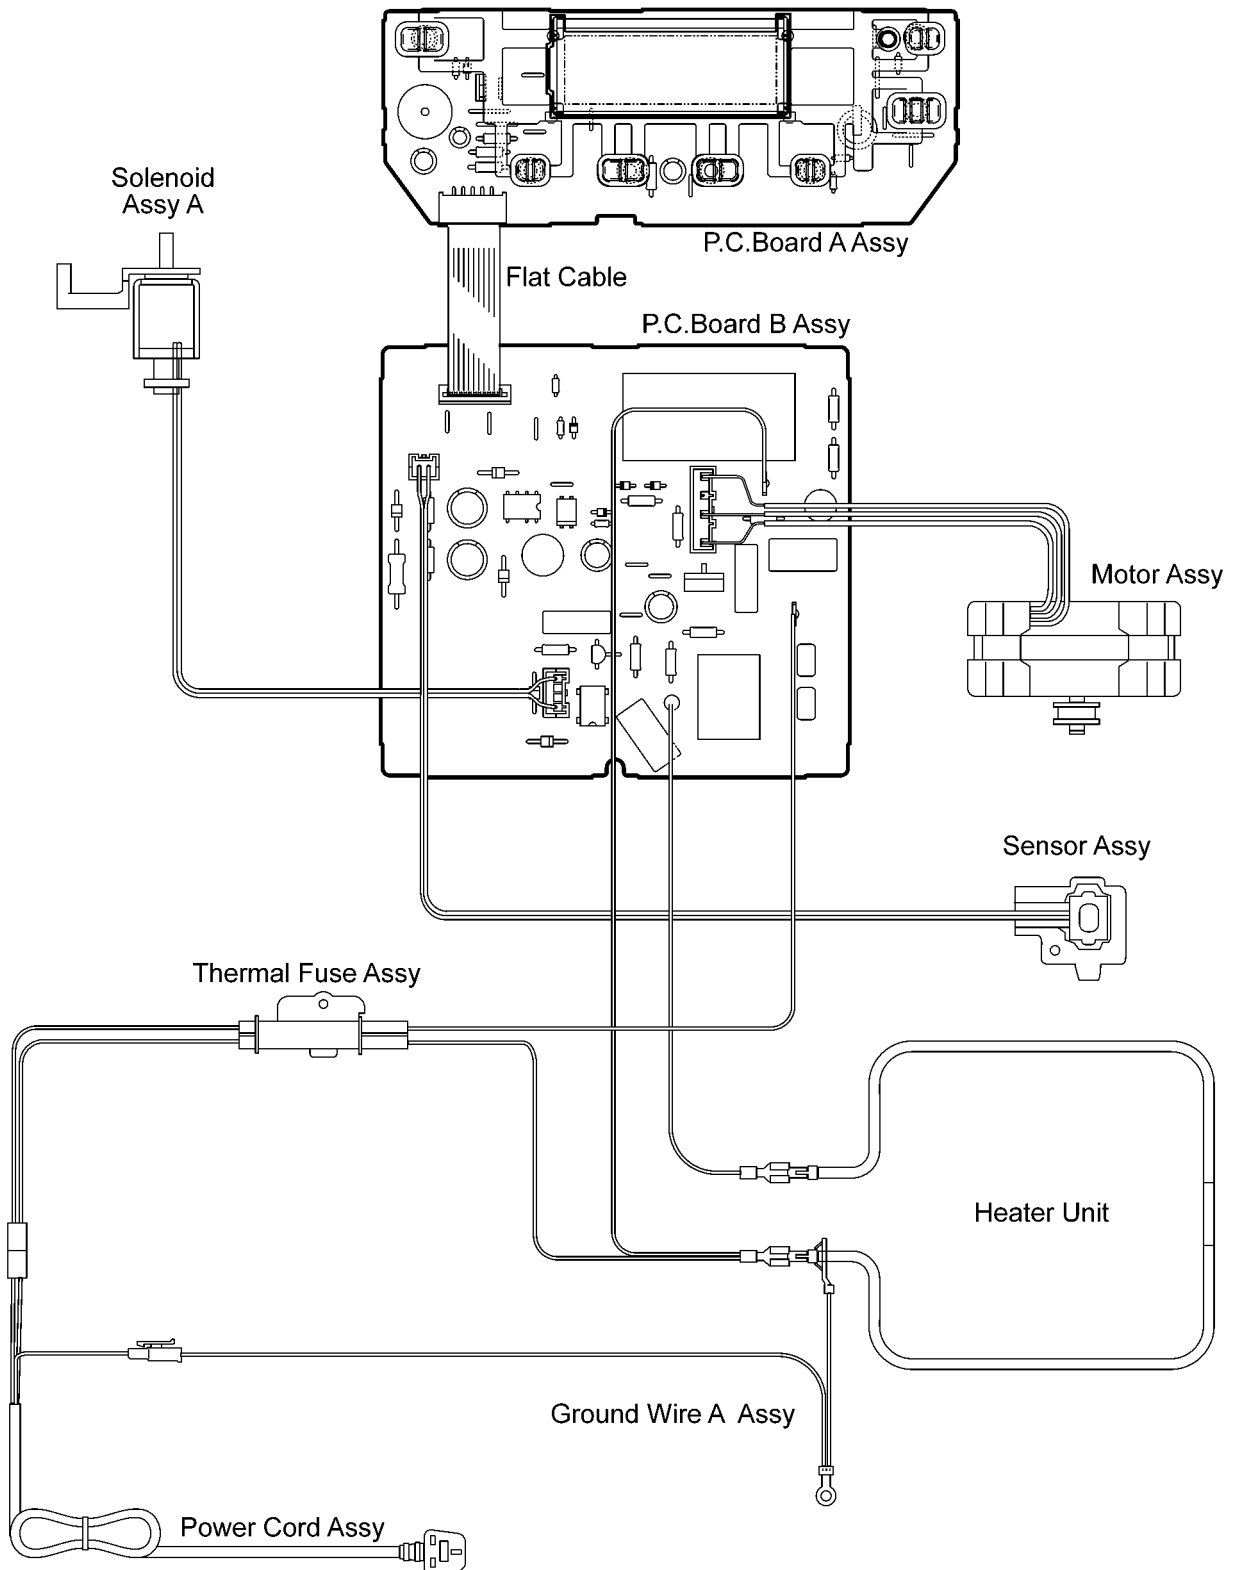 Solenoid
Assy A
P.C.Board A Assy
Flat Cable
P.C.Board B Assy
Motor Assy
Sensor Assy
Thermal Fuse Assy
Heater Unit
Ground Wire A Assy
Power Cord Assy